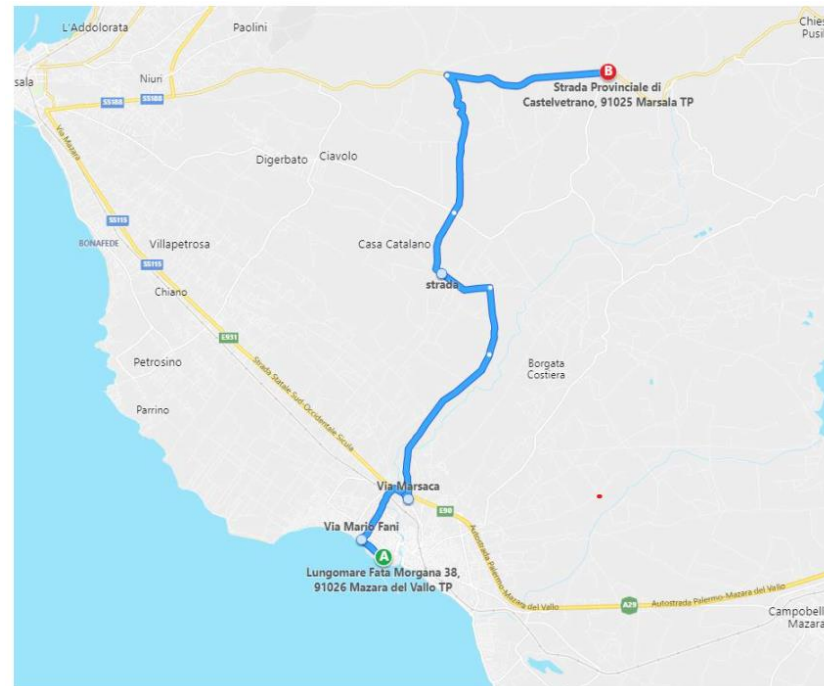 L'Addolorata
Paolini
Chies
Pusil
sala
Niuri
SS188
SS188
Strada Provinciale di
Castelvetrano, 91025 Marsala TP
B
Via Mazara
Digerbato
Ciavolo
SS115
BONAFEDE
Villapetrosa
Casa Catalano
SS115
Chiano
strada
E931
Petrosino
Strada Statale Sud Occidentale Sicula
Borgata
Costiera
Parrino
Via Marsaca
E90
Via Mario Fani
A
Lungomare Fata Morgana 38,
91026 Mazara del Vallo TP
Autostrada Palermo-Mazara del Vallo
A29
Autostrada Palermo-Mazara del Vallo
Campobell
Mazara